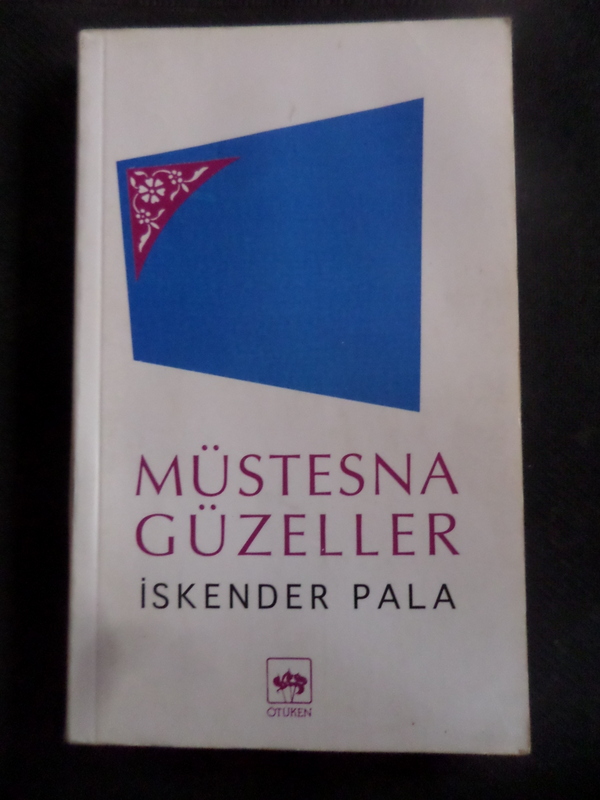 MÜSTESNA
GÜZELLER
İSKENDER PALA
ÖTÜKEN